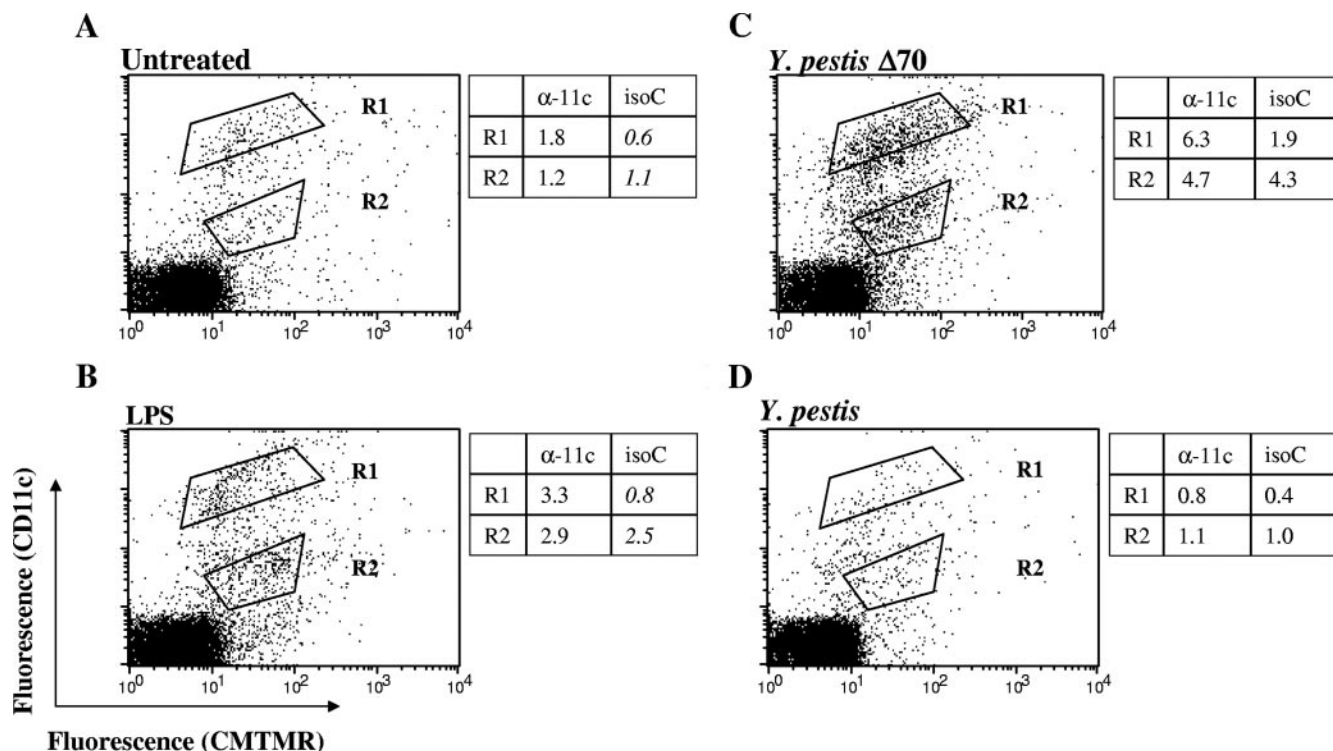 A
Untreated
R1
R2
10⁰ 10¹ 10² 10³ 10⁴
α-11c isoC
R1 1.8 0.6
R2 1.2 1.1
B
LPS
R1
R2
10⁰ 10¹ 10² 10³ 10⁴
α-11c isoC
R1 3.3 0.8
R2 2.9 2.5
Fluorescence (CD11c)
Fluorescence (CMTMR)
C
Y. pestis Δ70
R1
R2
10⁰ 10¹ 10² 10³ 10⁴
α-11c isoC
R1 6.3 1.9
R2 4.7 4.3
D
Y. pestis
R1
R2
10⁰ 10¹ 10² 10³ 10⁴
α-11c isoC
R1 0.8 0.4
R2 1.1 1.0